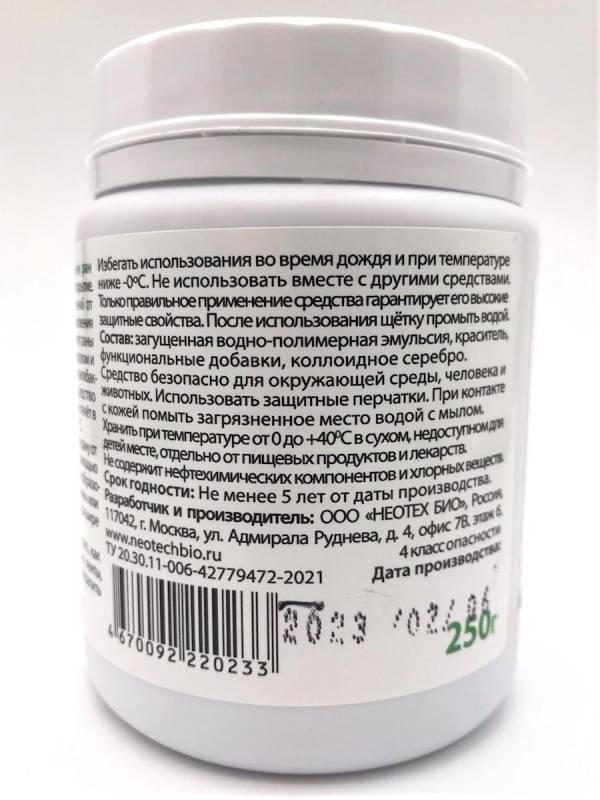 Избегать использования во время дождя и при температуре
ниже -0ºС. Не использовать вместе с другими средствами.
Только правильное применение средства гарантирует его высокие
защитные свойства. После использования щётку промыть водой.
Состав: загущенная водно-полимерная эмульсия, краситель,
функциональные добавки, коллоидное серебро.
Средство безопасно для окружающей среды, человека и
животных. Использовать защитные перчатки. При контакте
с кожей помыть загрязненное место водой с мылом.
Хранить при температуре от 0 до +40ºС в сухом, недоступном для
детей месте, отдельно от пищевых продуктов и лекарств.
Не содержит нефтехимических компонентов и хлорных веществ.
Срок годности: Не менее 5 лет от даты производства.
Разработчик и производитель: ООО «НЕОТЕХ БИО», Россия,
117042, г. Москва, ул. Адмирала Руднева, д. 4, офис 7В. этаж 6.
www.neotechbio.ru
4 класс опасности
ТУ 20.30.11-006-42779472-2021
Дата производства:
2023
250г
4 670092 220233